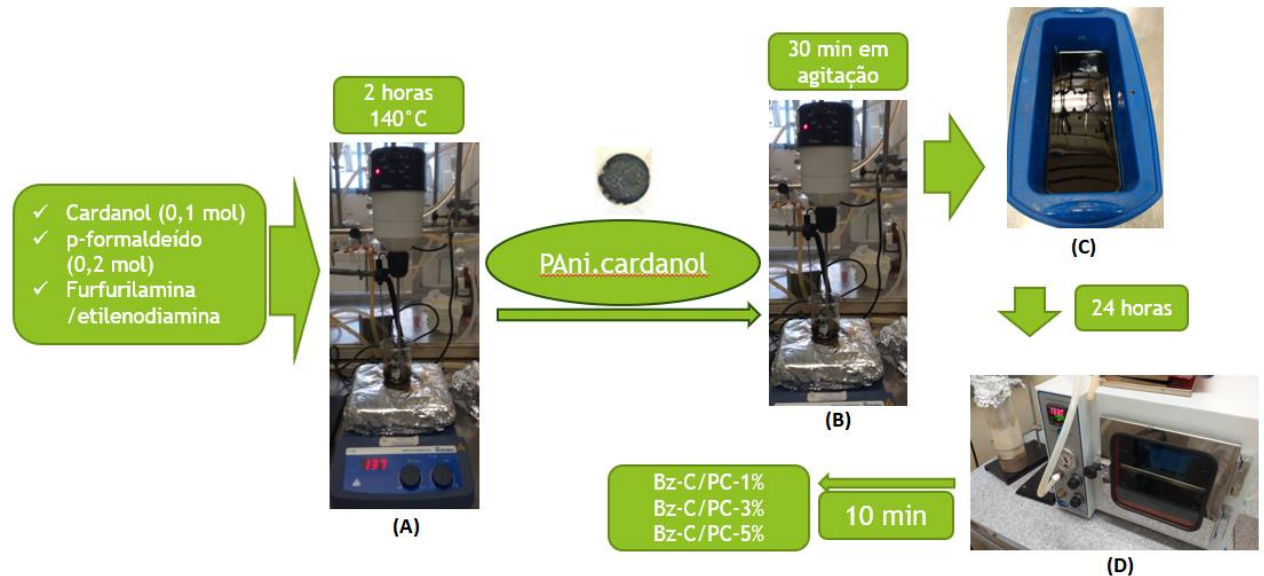 ✓ Cardanol (0,1 mol)
✓ p-formaldeído
(0,2 mol)
✓ Furfurilamina
/etilenodiamina
2 horas
140°C
137
(A)
PAni.cardanol
30 min em
agitação
(B)
(C)
24 horas
(D)
10 min
Bz-C/PC-1%
Bz-C/PC-3%
Bz-C/PC-5%